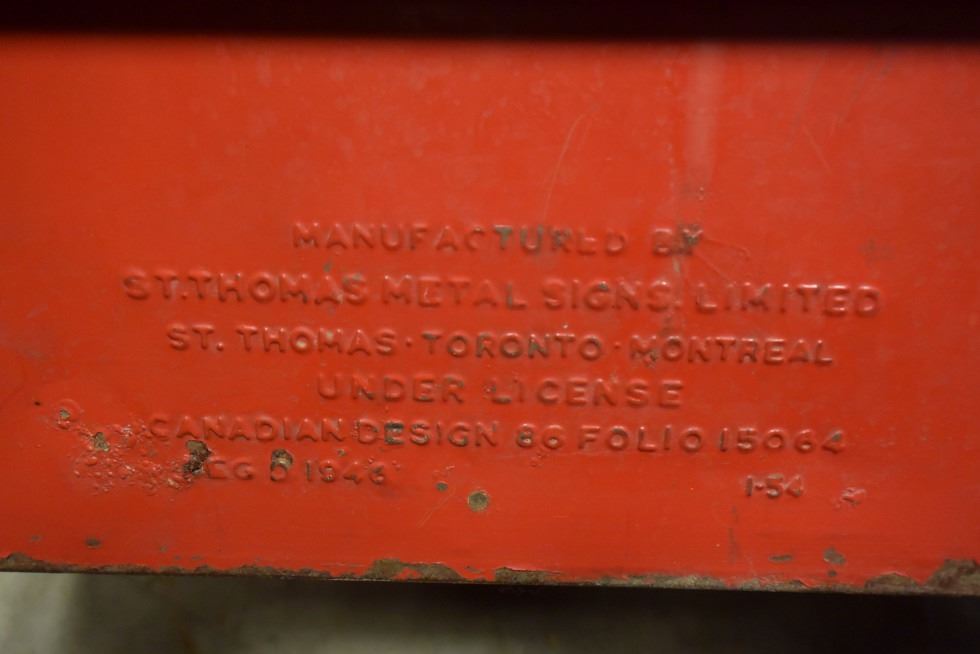 MANUFACTURED BY
ST. THOMAS METAL SIGNS LIMITED
ST. THOMAS · TORONTO · MONTREAL
UNDER LICENSE
CANADIAN DESIGN 86 FOLIO 15064
1946 1-54